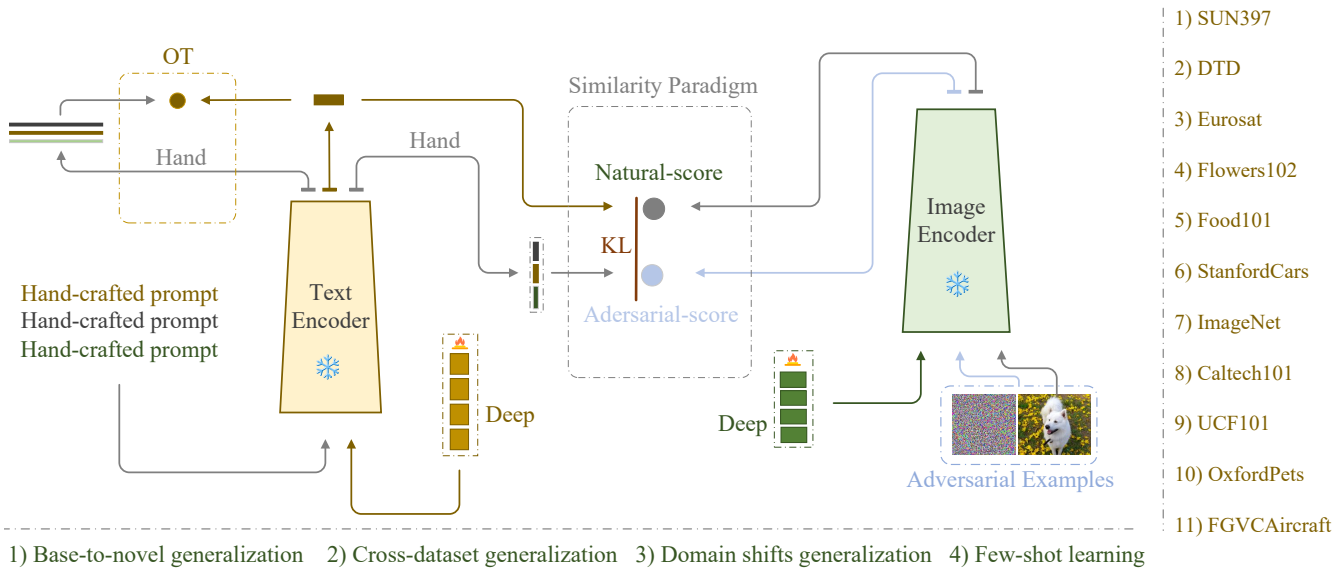 OT
Hand
Hand
Similarity Paradigm
Natural-score
KL
Adersarial-score
Hand-crafted prompt
Hand-crafted prompt
Hand-crafted prompt
Text
Encoder
Deep
Image
Encoder
Deep
Adversarial Examples
1) SUN397
2) DTD
3) Eurosat
4) Flowers102
5) Food101
6) StanfordCars
7) ImageNet
8) Caltech101
9) UCF101
10) OxfordPets
11) FGVCAircraft
1) Base-to-novel generalization 2) Cross-dataset generalization 3) Domain shifts generalization 4) Few-shot learning